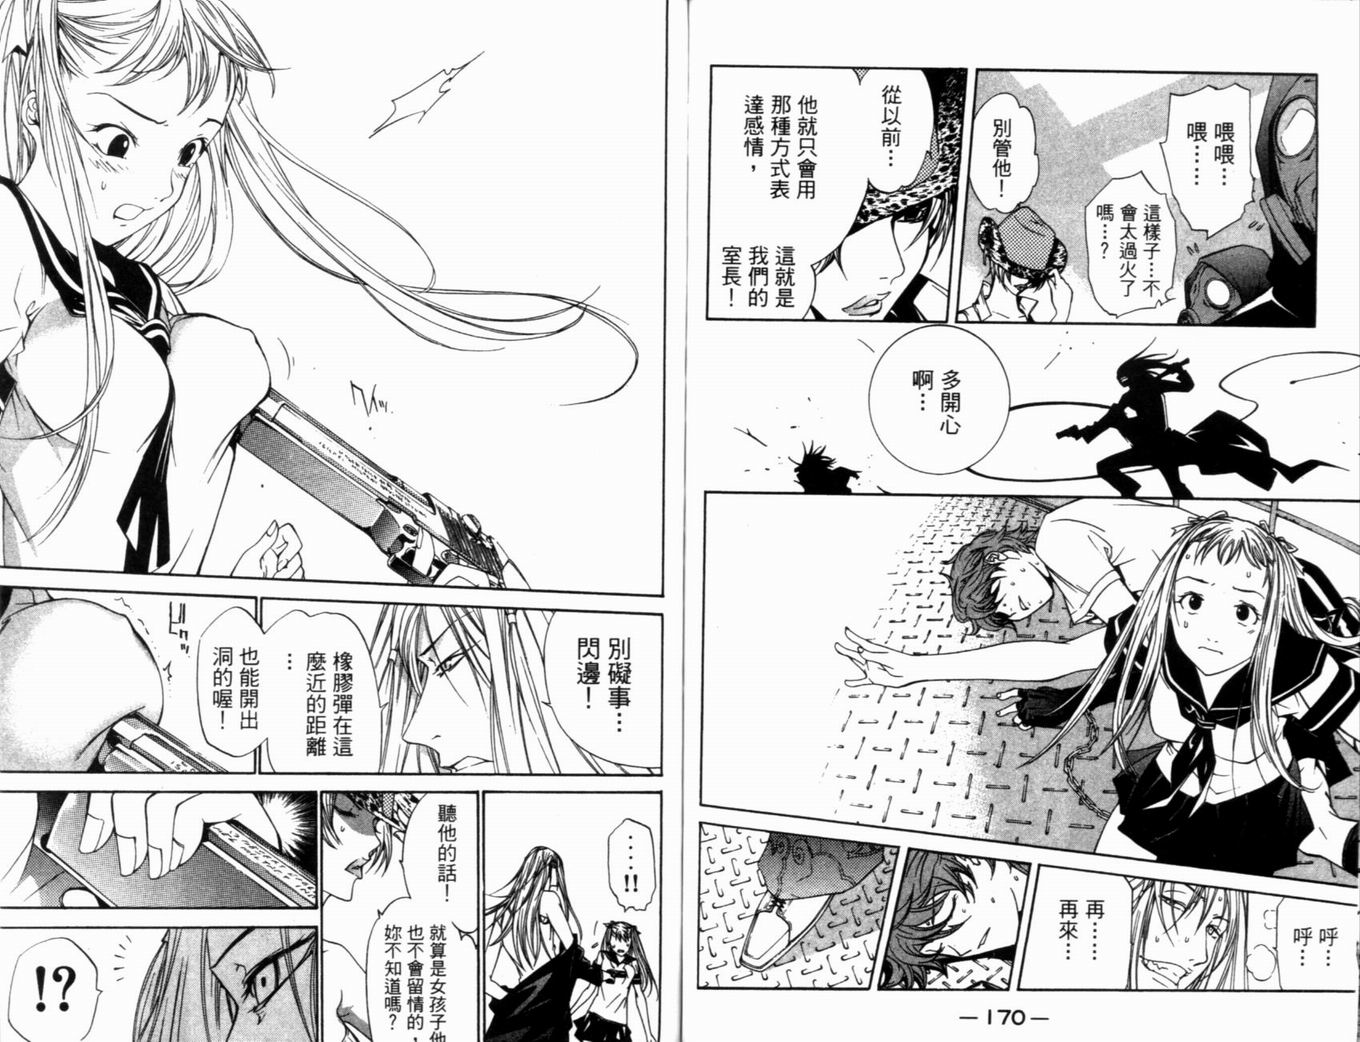 喂喂…
喂……
這樣子…不
會太過火了
嗎…?
別管他！
從以前…
他就只會用
那種方式表
達感情，
這就是
我們的
室長！
多開心
啊…
呼…
呼…
再……
再來…
—170—
別礙事…
閃邊！
橡膠彈在這
麼近的距離
…
也能開出
洞的喔！
……!!
聽他的話！
就算是女孩子他
也不會留情的，
妳不知道嗎？
!?